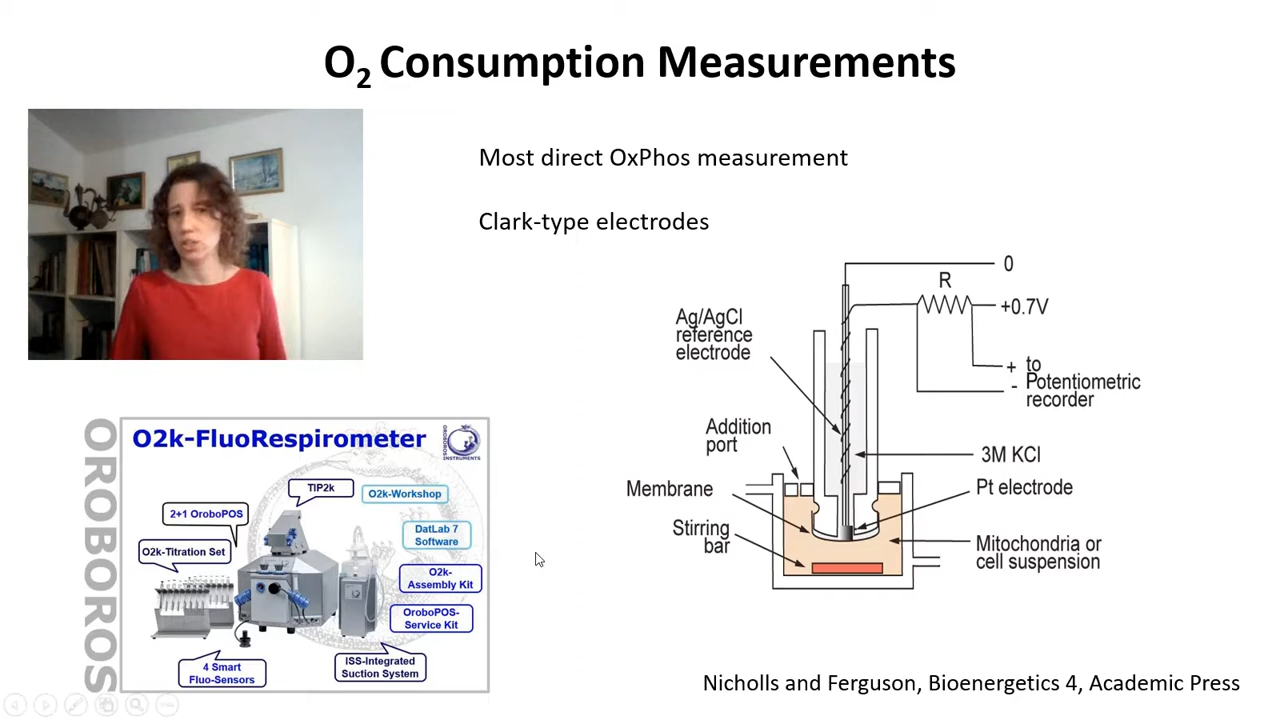 O2 Consumption Measurements
Most direct OxPhos measurement
Clark-type electrodes
0
R
+0.7V
Ag/AgCl
reference
electrode
+ to
- Potentiometric
recorder
Addition
port
3M KCl
Membrane
Pt electrode
Stirring
bar
Mitochondria or
cell suspension
OROBOROS
O2k-FluoRespirometer
OROBOROS
INSTRUMENTS
TIP2k
O2k-Workshop
2+1 OroboPOS
DatLab 7
Software
O2k-Titration Set
O2k-
Assembly Kit
OroboPOS-
Service Kit
4 Smart
Fluo-Sensors
ISS-Integrated
Suction System
Nicholls and Ferguson, Bioenergetics 4, Academic Press